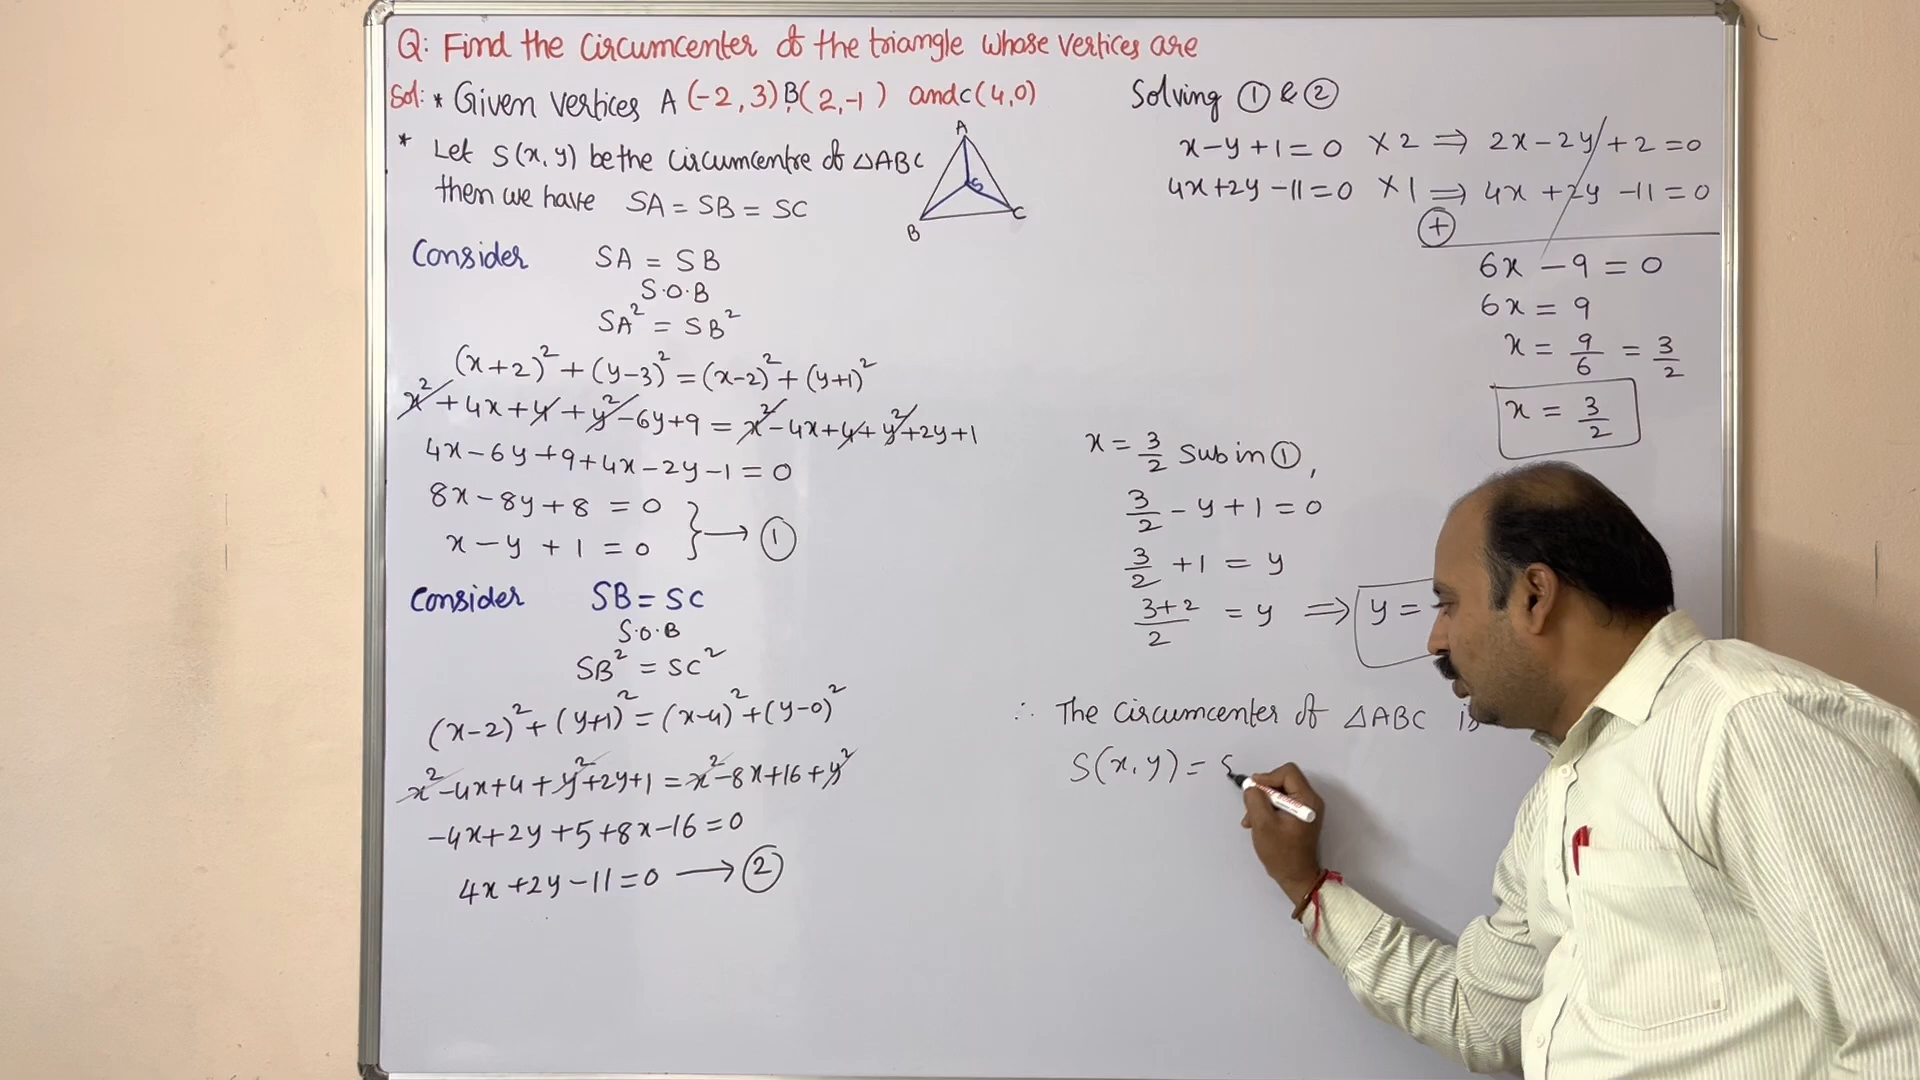 Q: Find the Circumcenter of the triangle whose vertices are
Sol: * Given vertices A (-2, 3), B(2, -1) and C(4, 0)
* Let S(x, y) be the Circumcentre of △ABC
then we have SA = SB = SC
A
S
B
C
Consider SA = SB
S.O.B
SA² = SB²
(x+2)² + (y-3)² = (x-2)² + (y+1)²
x² + 4x + 4 + y² - 6y + 9 = x² - 4x + 4 + y² + 2y + 1
4x - 6y + 9 + 4x - 2y - 1 = 0
8x - 8y + 8 = 0
x - y + 1 = 0 } → ①
Consider SB = SC
S.O.B
SB² = SC²
(x-2)² + (y+1)² = (x-4)² + (y-0)²
x² - 4x + 4 + y² + 2y + 1 = x² - 8x + 16 + y²
-4x + 2y + 5 + 8x - 16 = 0
4x + 2y - 11 = 0 → ②
Solving ① & ②
x - y + 1 = 0 × 2 ⇒ 2x - 2y + 2 = 0
4x + 2y - 11 = 0 × 1 ⇒ 4x + 2y - 11 = 0
⊕
6x - 9 = 0
6x = 9
x = 9/6 = 3/2
x = 3/2
x = 3/2 Sub in ①,
3/2 - y + 1 = 0
3/2 + 1 = y
3+2/2 = y ⇒ y =
∴ The Circumcenter of △ABC is
S(x, y) = S